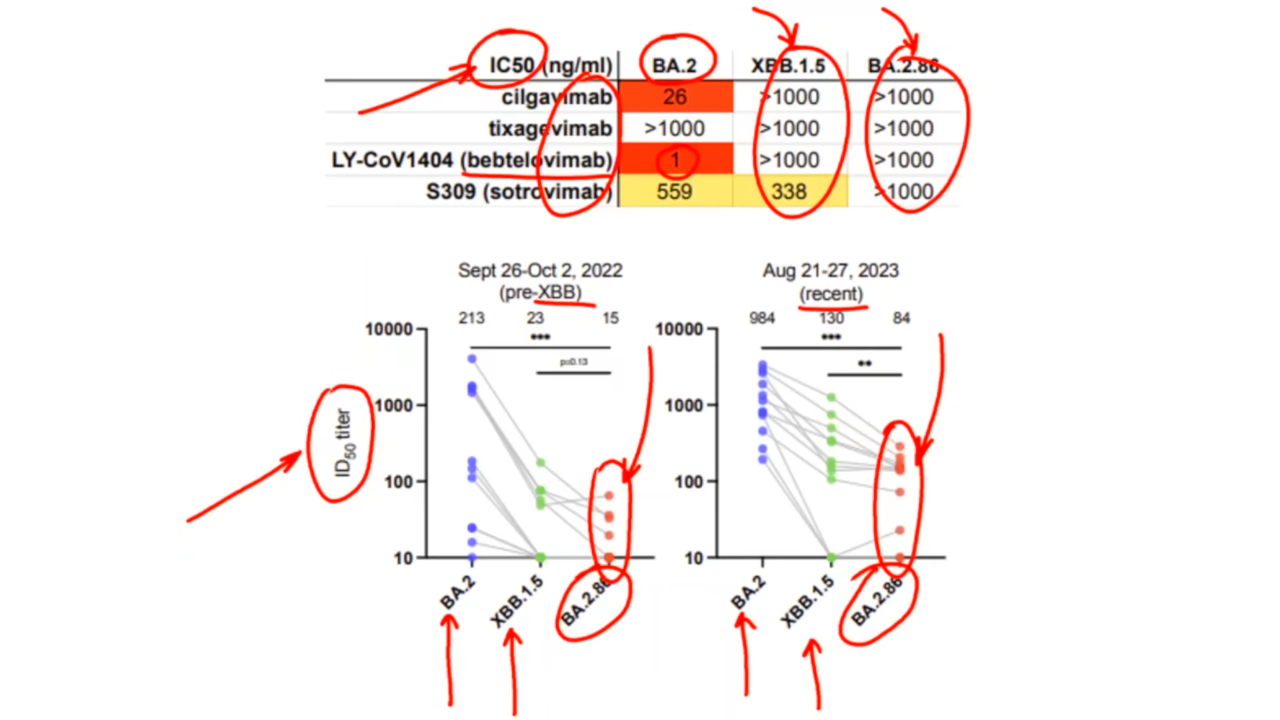 IC50 (ng/ml) BA.2 XBB.1.5 BA.2.86
cilgavimab 26 >1000 >1000
tixagevimab >1000 >1000 >1000
LY-CoV1404 (bebtelovimab) 1 >1000 >1000
S309 (sotrovimab) 559 338 >1000
Sept 26-Oct 2, 2022
(pre-XBB)
213 23 15
***
p=0.13
10000
1000
100
10
ID50 titer
BA.2 XBB.1.5 BA.2.86
Aug 21-27, 2023
(recent)
984 130 84
***
**
10000
1000
100
10
BA.2 XBB.1.5 BA.2.86